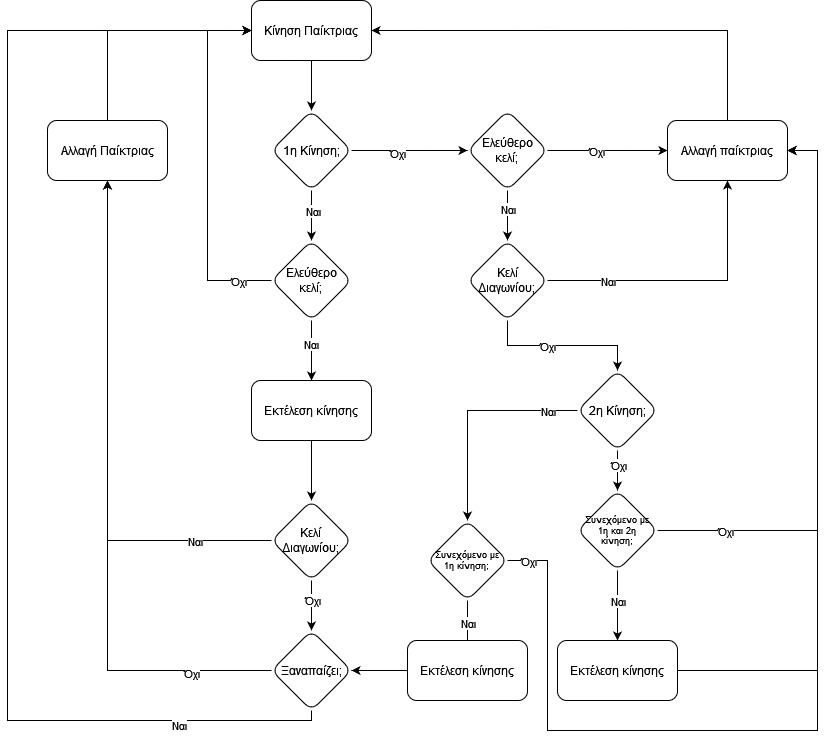 Κίνηση Παίκτριας
Αλλαγή Παίκτριας
1η Κίνηση;
Όχι
Ελεύθερο
κελί;
Όχι
Αλλαγή παίκτριας
Ναι
Ναι
Όχι
Ελεύθερο
κελί;
Κελί
Διαγωνίου;
Ναι
Ναι
Όχι
Εκτέλεση κίνησης
Ναι
2η Κίνηση;
Όχι
Ναι
Κελί
Διαγωνίου;
Συνεχόμενο με
1η και 2η
κίνηση;
Όχι
Συνεχόμενο με
1η κίνηση;
Όχι
Όχι
Ναι
Ναι
Όχι
Ξαναπαίζει;
Εκτέλεση κίνησης
Εκτέλεση κίνησης
Ναι